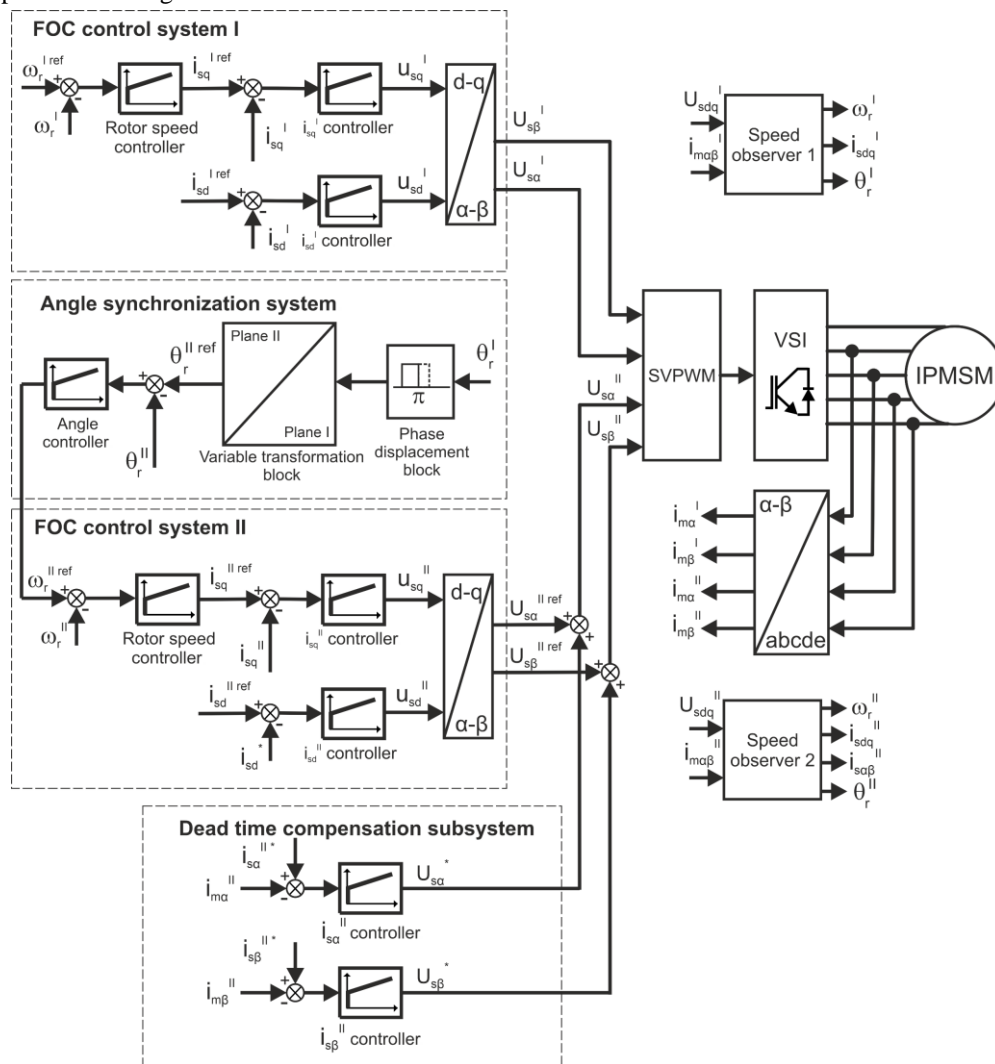 FOC control system I
ω_r^I ref
+
-
ω_r^I
Rotor speed
controller
i_sq^I ref
+
-
i_sq^I
i_sq^I controller
u_sq^I
d-q
α-β
i_sd^I ref
+
-
i_sd^I
i_sd^I controller
u_sd^I
U_sβ^I
U_sα^I
U_sdq^I
i_mαβ^I
Speed
observer 1
ω_r^I
i_sdq^I
θ_r^I
Angle synchronization system
Angle
controller
+
-
θ_r^II
θ_r^II ref
Plane II
Plane I
Variable transformation
block
π
Phase
displacement
block
θ_r^I
U_sα^II
U_sβ^II
SVPWM
VSI
IPMSM
i_mα^I
i_mβ^I
i_mα^II
i_mβ^II
α-β
abcde
FOC control system II
ω_r^II ref
+
-
ω_r^II
Rotor speed
controller
i_sq^II ref
+
-
i_sq^II
i_sq^II controller
u_sq^II
d-q
α-β
i_sd^II ref
+
-
i_sd^*
i_sd^II controller
u_sd^II
U_sα^II ref
+
+
U_sβ^II ref
+
+
U_sdq^II
i_mαβ^II
Speed
observer 2
ω_r^II
i_sdq^II
i_sαβ^II
θ_r^II
Dead time compensation subsystem
i_sα^II *
i_mα^II
+
-
i_sα^II controller
U_sα^*
i_sβ^II *
i_mβ^II
+
-
i_sβ^II
controller
U_sβ^*